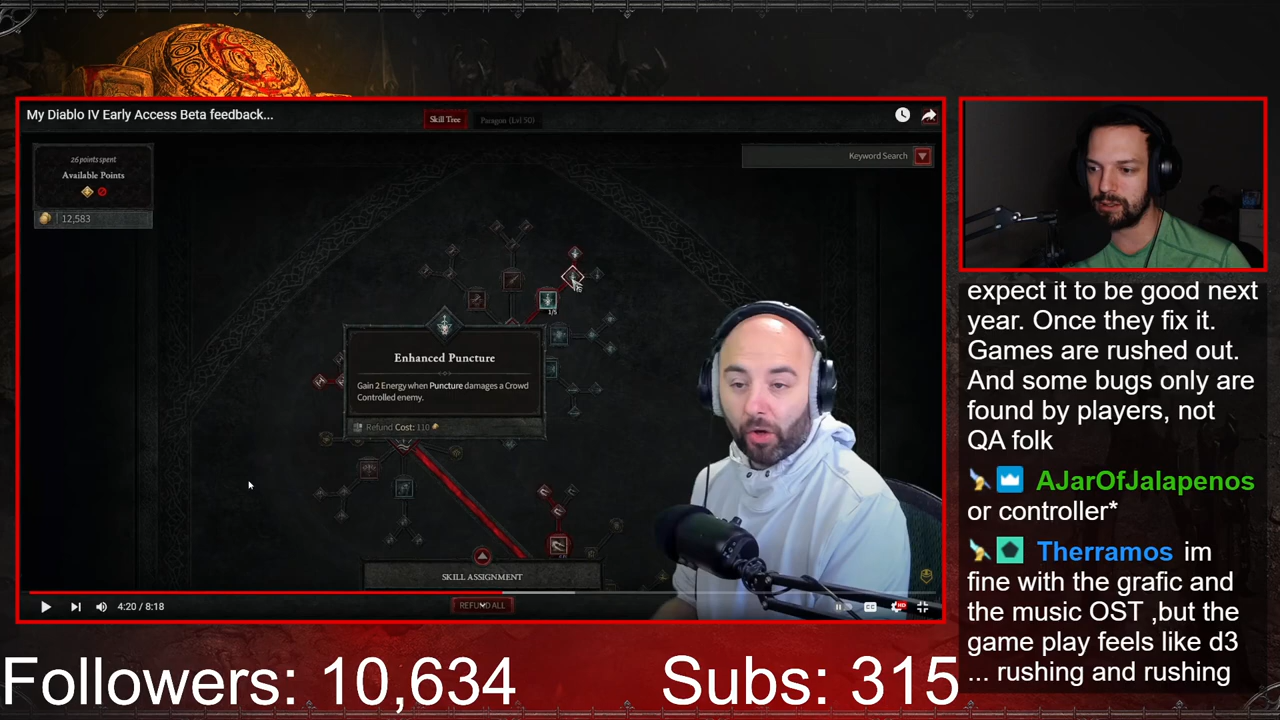 My Diablo IV Early Access Beta feedback...
Skill Tree
Paragon (Lvl 50)
26 points spent
Available Points
12,583
Keyword Search
1/5
Enhanced Puncture
Gain 2 Energy when Puncture damages a Crowd
Controlled enemy.
Refund Cost: 110
SKILL ASSIGNMENT
REFUND ALL
4:20 / 8:18
CC
HD
expect it to be good next
year. Once they fix it.
Games are rushed out.
And some bugs only are
found by players, not
QA folk
AJarOfJalapenos
or controller*
Therramos im
fine with the grafic and
the music OST ,but the
game play feels like d3
... rushing and rushing
Followers: 10,634
Subs: 315